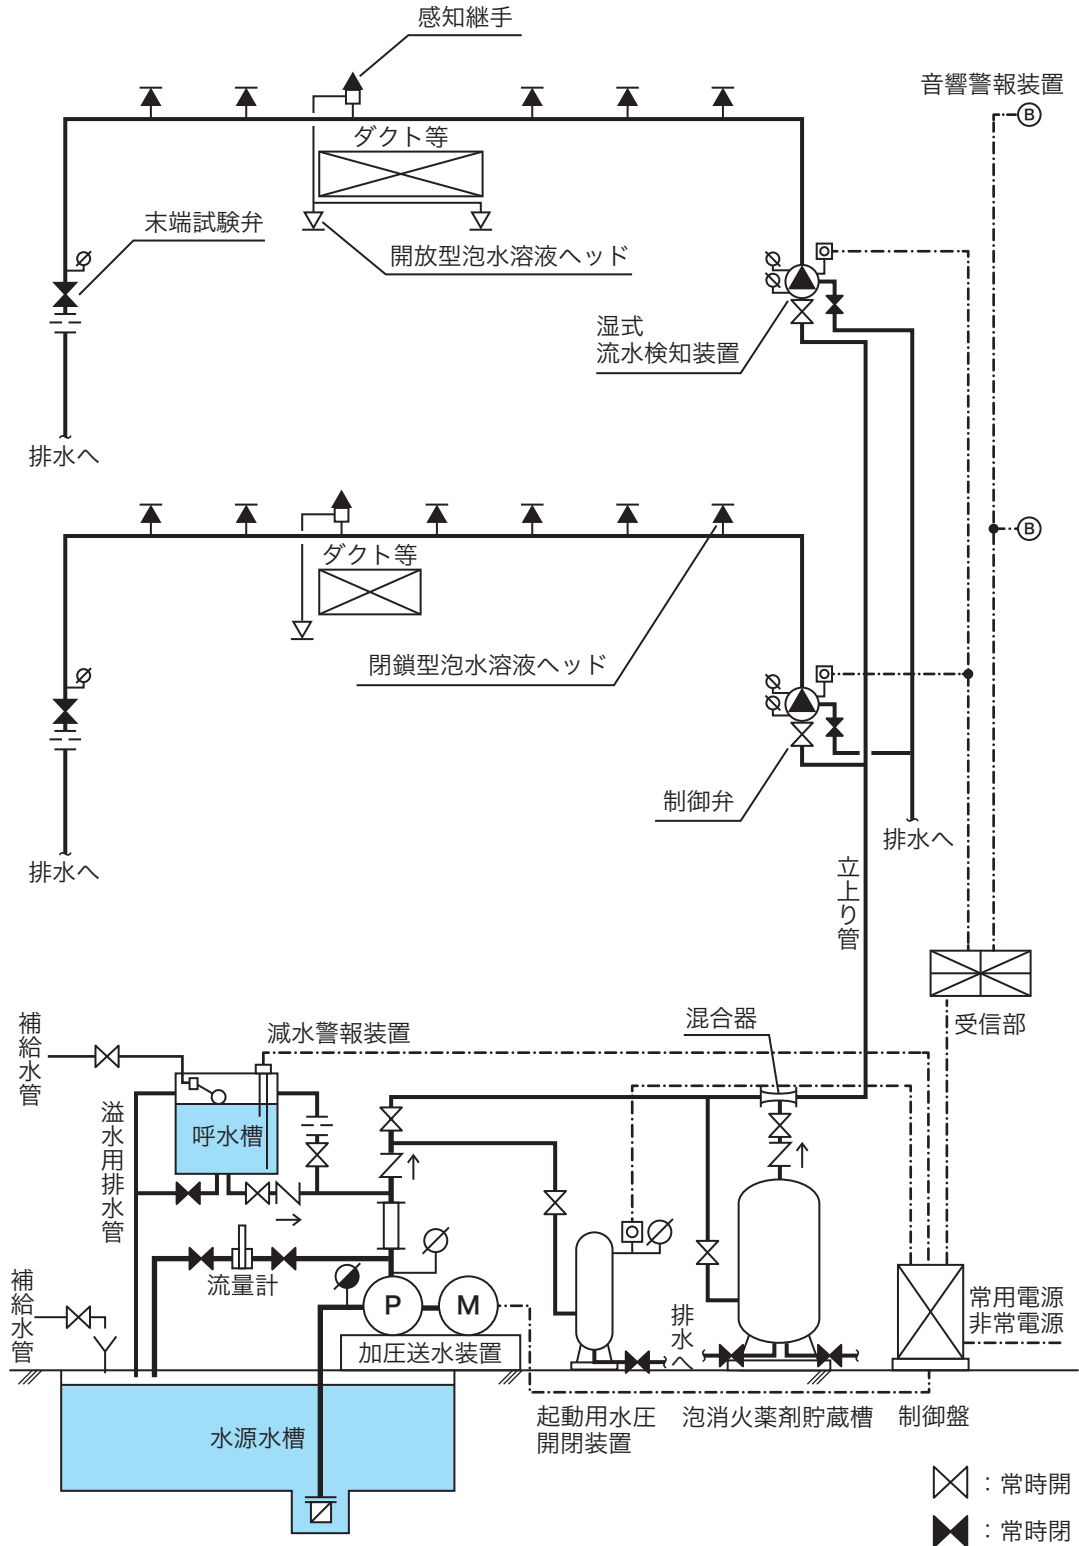 感知継手
音響警報装置
B
ダクト等
末端試験弁
開放型泡水溶液ヘッド
湿式
流水検知装置
排水へ
B
ダクト等
閉鎖型泡水溶液ヘッド
制御弁
排水へ
排水へ
立上り管
受信部
混合器
減水警報装置
補給水管
溢水用排水管
呼水槽
流量計
補給水管
P
M
加圧送水装置
排水へ
常用電源
非常電源
水源水槽
起動用水圧
開閉装置
泡消火薬剤貯蔵槽
制御盤
：常時開
：常時閉